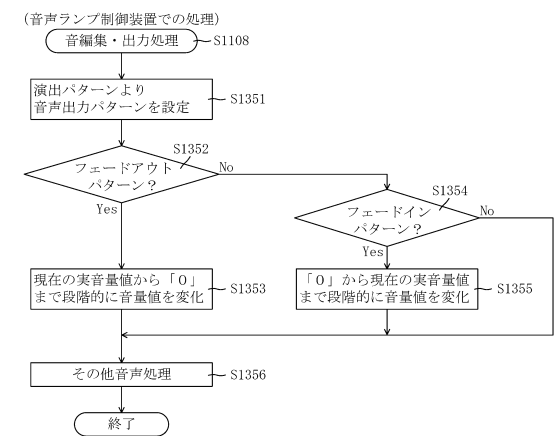 (音声ランプ制御装置での処理)
音編集・出力処理
S1108
演出パターンより
音声出力パターンを設定
S1351
S1352
フェードアウト
パターン?
No
Yes
S1354
フェードイン
パターン?
No
Yes
現在の実音量値から「0」
まで段階的に音量値を変化
S1353
「0」から現在の実音量値
まで段階的に音量値を変化
S1355
その他音声処理
S1356
終了